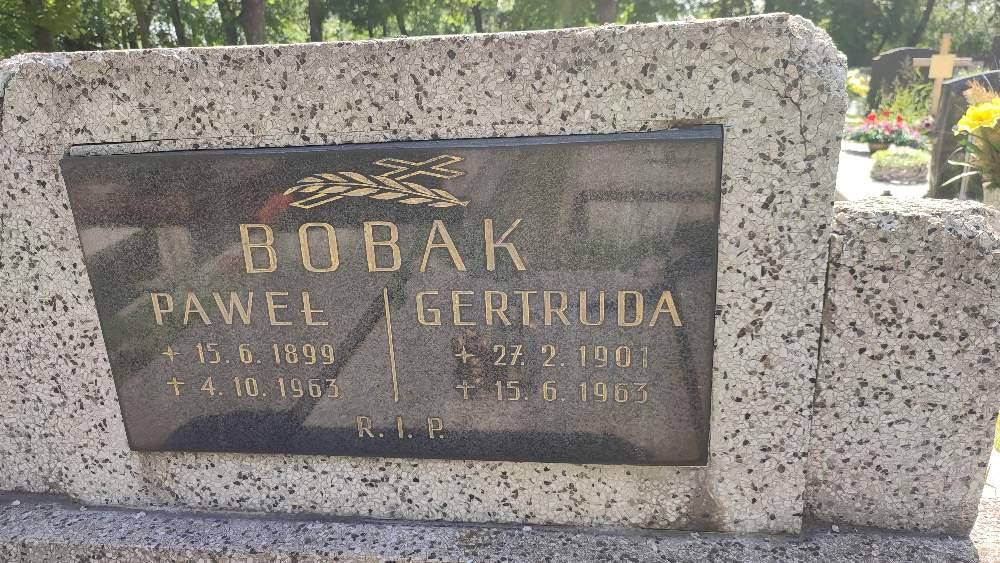 BOBAK
PAWEŁ
+ 15. 6. 1899
+ 4. 10. 1963
GERTRUDA
+ 27. 2. 1901
+ 15. 6. 1963
R. I. P.